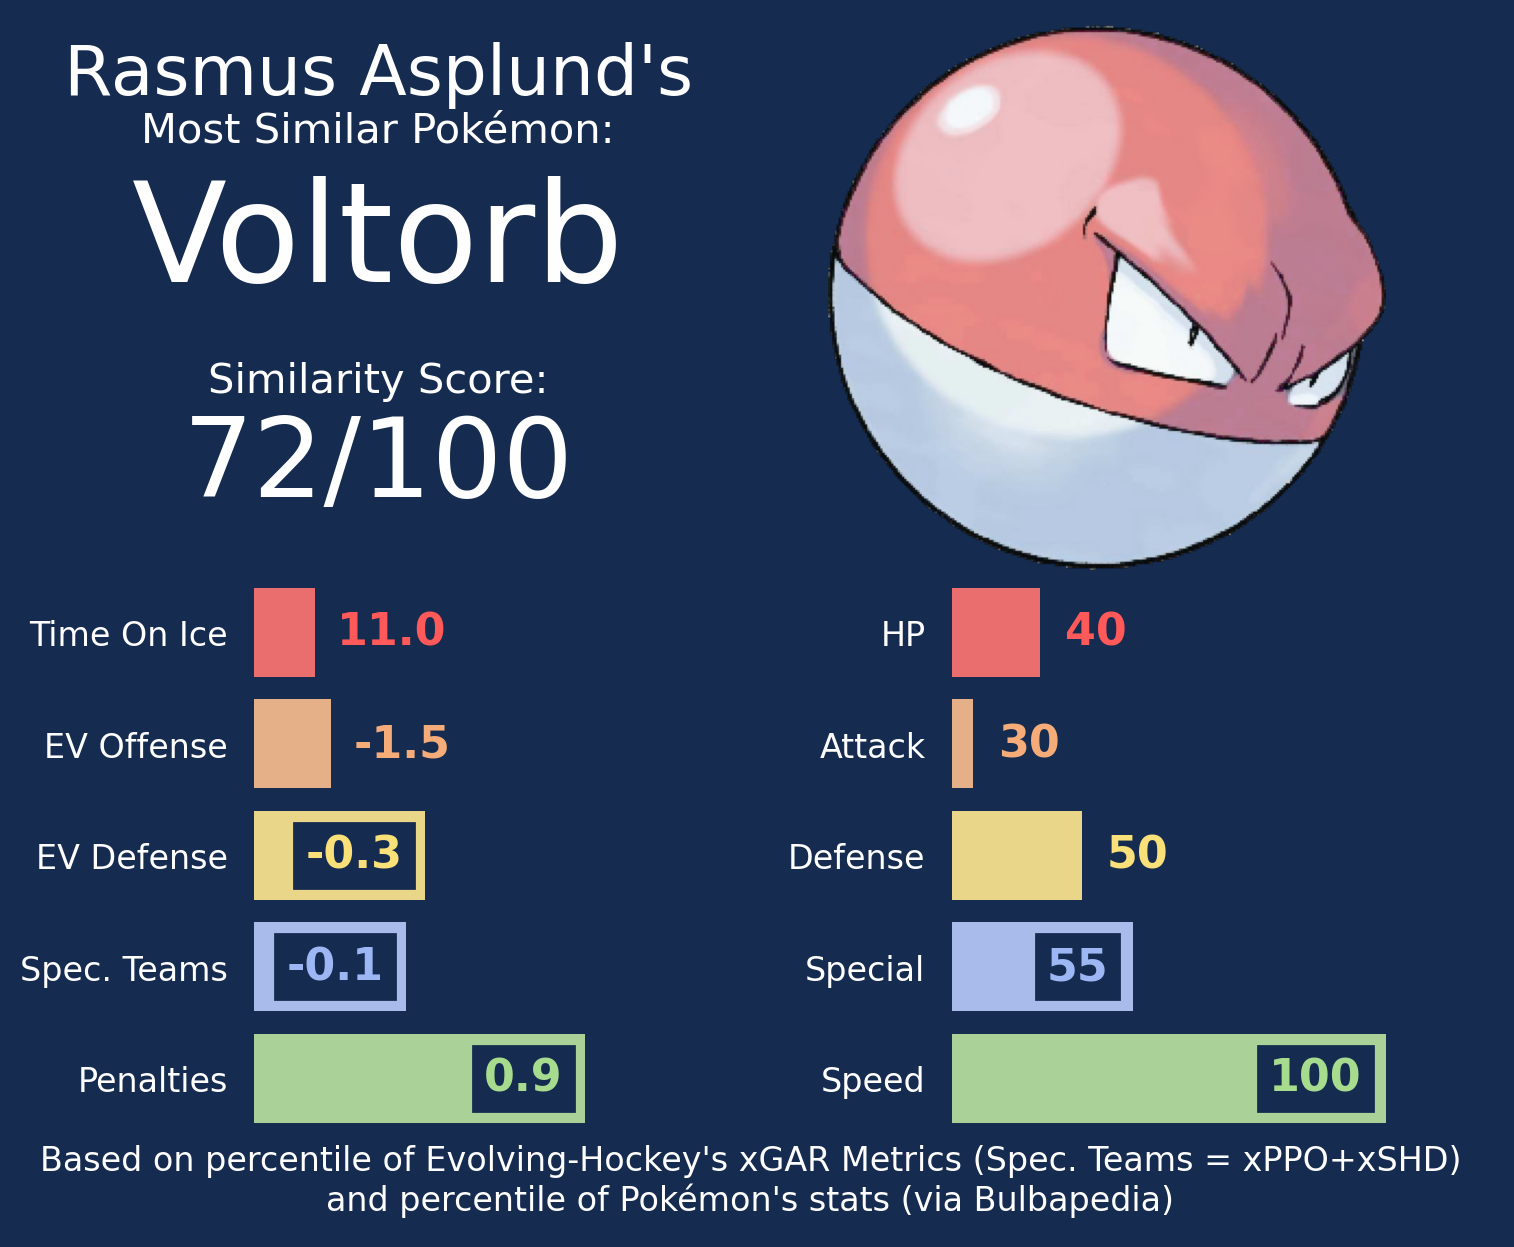 Rasmus Asplund's
Most Similar Pokémon:
Voltorb
Similarity Score:
72/100
Time On Ice 11.0
EV Offense -1.5
EV Defense -0.3
Spec. Teams -0.1
Penalties 0.9
HP 40
Attack 30
Defense 50
Special 55
Speed 100
Based on percentile of Evolving-Hockey's xGAR Metrics (Spec. Teams = xPPO+xSHD)
and percentile of Pokémon's stats (via Bulbapedia)